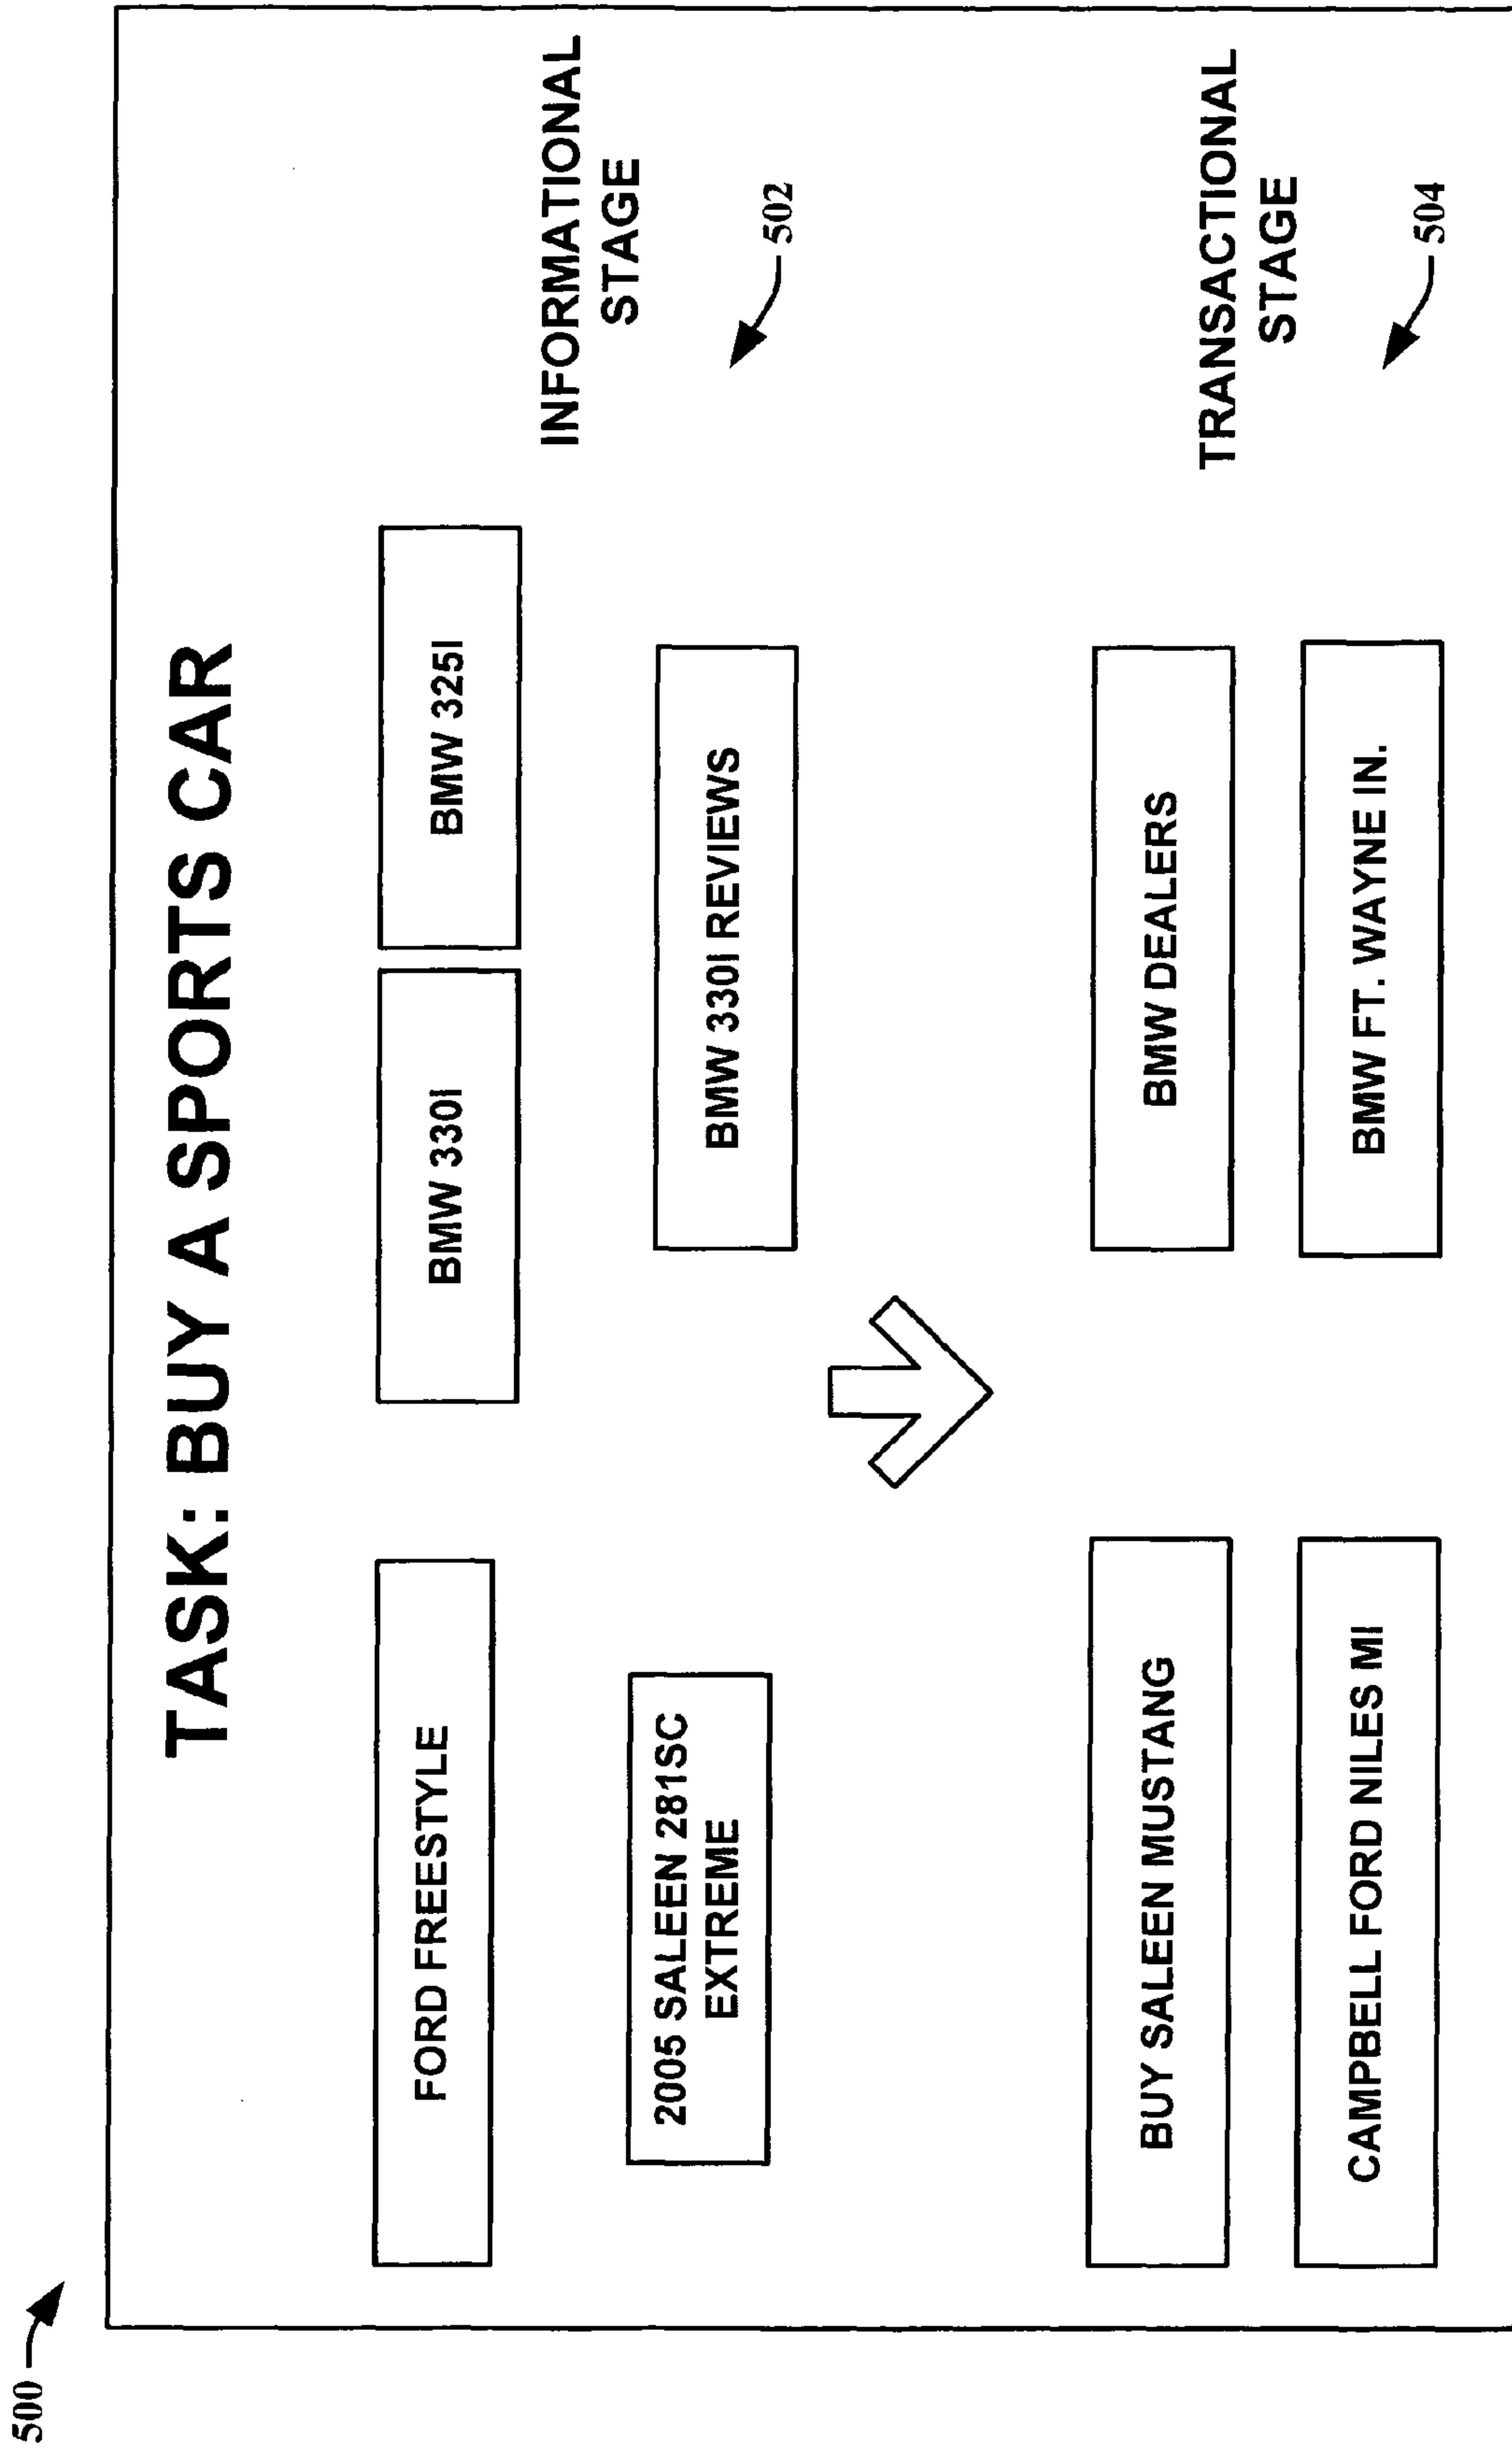 500
TASK: BUY A SPORTS CAR
FORD FREESTYLE
BMW 330I
BMW 325I
INFORMATIONAL
STAGE
2005 SALEEN 281SC
EXTREME
BMW 330I REVIEWS
502
BUY SALEEN MUSTANG
BMW DEALERS
TRANSACTIONAL
STAGE
CAMPBELL FORD NILES MI
BMW FT. WAYNE IN.
504